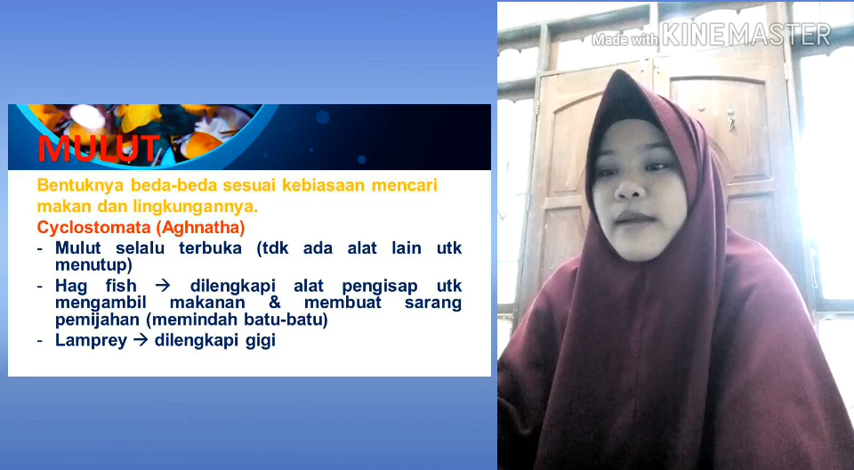 Made with KINEMASTER
MULUT
Bentuknya beda-beda sesuai kebiasaan mencari
makan dan lingkungannya.
Cyclostomata (Aghnatha)
- Mulut selalu terbuka (tdk ada alat lain utk
menutup)
- Hag fish → dilengkapi alat pengisap utk
mengambil makanan & membuat sarang
pemijahan (memindah batu-batu)
- Lamprey → dilengkapi gigi